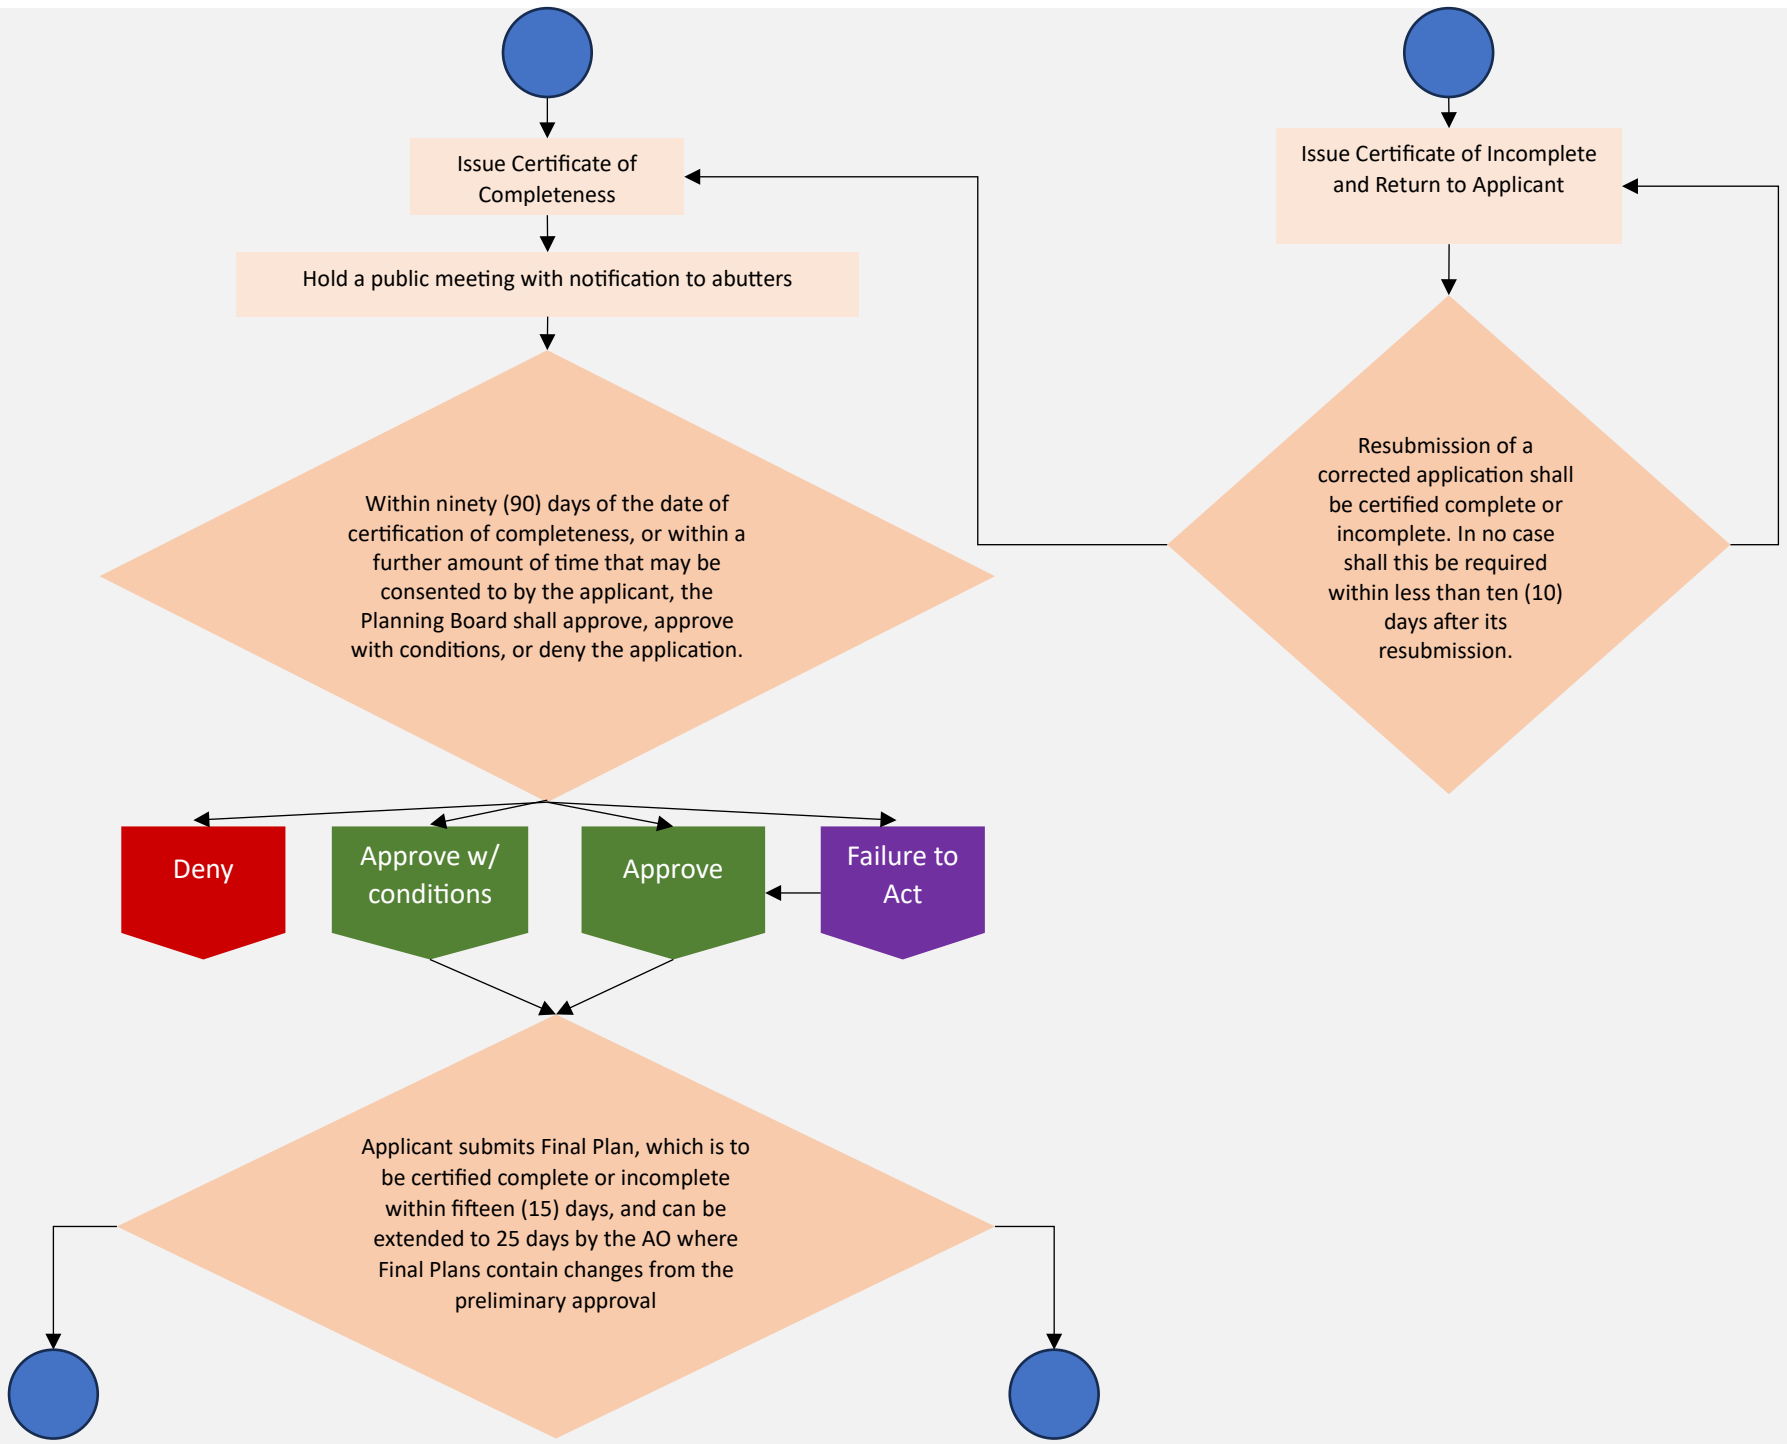 Issue Certificate of
Completeness
Issue Certificate of Incomplete
and Return to Applicant
Hold a public meeting with notification to abutters
Within ninety (90) days of the date of
certification of completeness, or within a
further amount of time that may be
consented to by the applicant, the
Planning Board shall approve, approve
with conditions, or deny the application.
Resubmission of a
corrected application shall
be certified complete or
incomplete. In no case
shall this be required
within less than ten (10)
days after its
resubmission.
Deny
Approve w/
conditions
Approve
Failure to
Act
Applicant submits Final Plan, which is to
be certified complete or incomplete
within fifteen (15) days, and can be
extended to 25 days by the AO where
Final Plans contain changes from the
preliminary approval